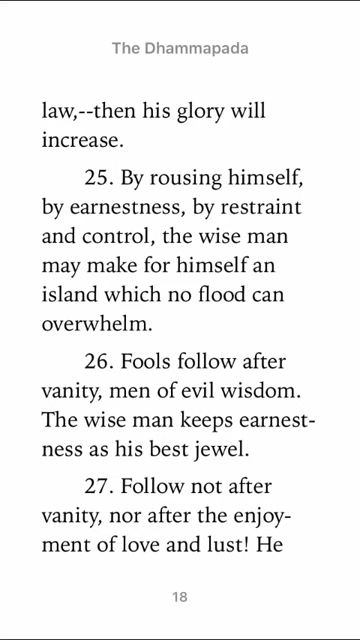 The Dhammapada
law,--then his glory will
increase.
25. By rousing himself,
by earnestness, by restraint
and control, the wise man
may make for himself an
island which no flood can
overwhelm.
26. Fools follow after
vanity, men of evil wisdom.
The wise man keeps earnest-
ness as his best jewel.
27. Follow not after
vanity, nor after the enjoy-
ment of love and lust! He
18